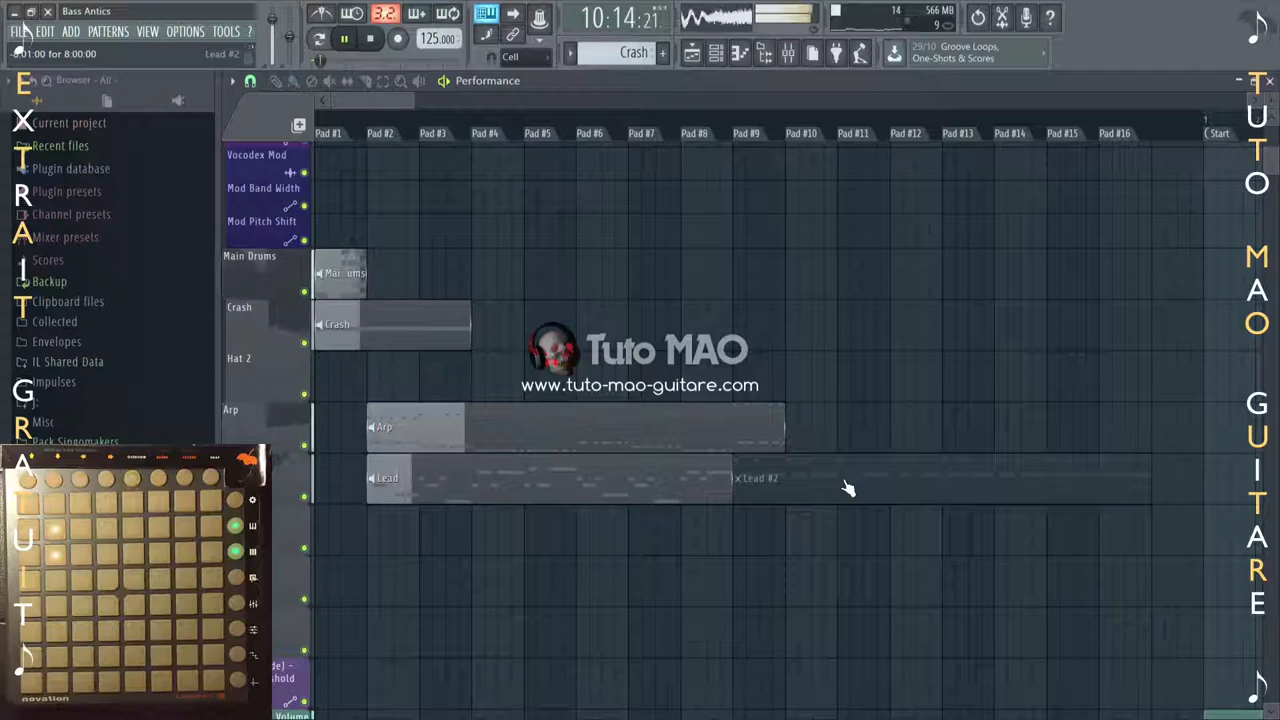 Bass Antics
FILE EDIT ADD PATTERNS VIEW OPTIONS TOOLS ?
5:01:00 for 8:00:00
Lead #2
3.2
125.000
10:14:21
Cell
Crash
14
566 MB
9
29/10 Groove Loops,
One-Shots & Scores
Browser - All
Performance
Current project
Recent files
Plugin database
Plugin presets
Channel presets
Mixer presets
Scores
Backup
Clipboard files
Collected
Envelopes
IL Shared Data
Impulses
Misc
Pack Singomakers
Pad #1
Pad #2
Pad #3
Pad #4
Pad #5
Pad #6
Pad #7
Pad #8
Pad #9
Pad #10
Pad #11
Pad #12
Pad #13
Pad #14
Pad #15
Pad #16
1
Start
Vocodex Mod
Mod Band Width
Mod Pitch Shift
Main Drums
Crash
Hat 2
Arp
Mai..ums
Crash
Arp
Lead
Lead #2
Tuto MAO
www.tuto-mao-guitare.com
EXTRAIT GRATUIT
TUTO MAO GUITARE
novation
Volume